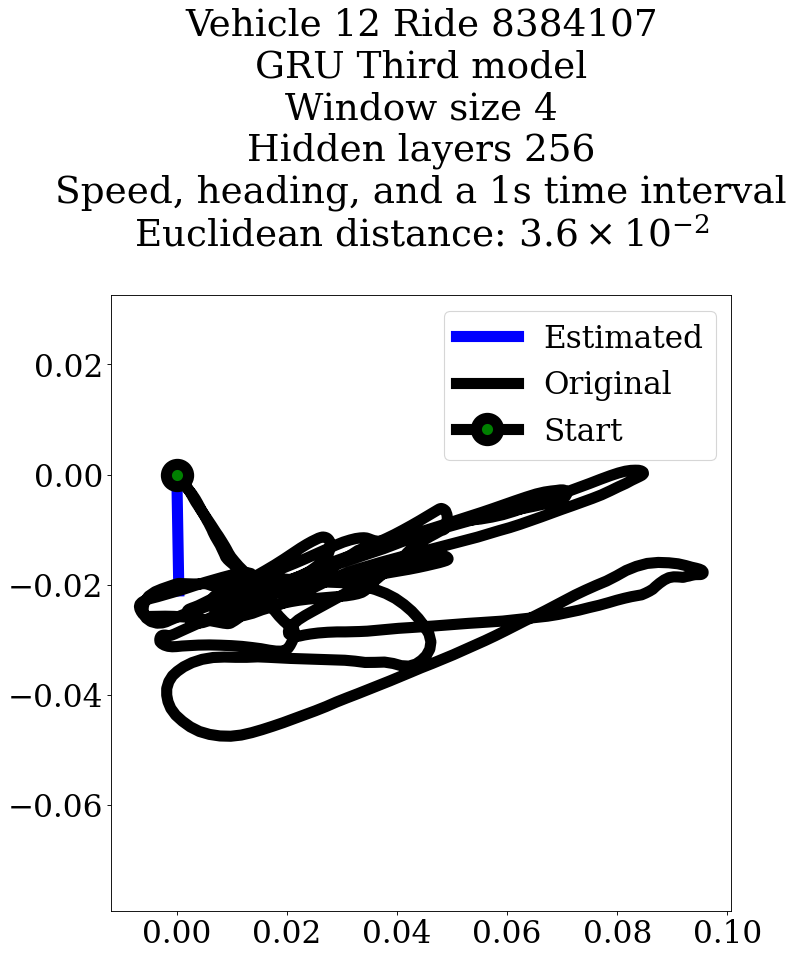 Vehicle 12 Ride 8384107
GRU Third model
Window size 4
Hidden layers 256
Speed, heading, and a 1s time interval
Euclidean distance: 3.6 × 10⁻²
Estimated
Original
Start
0.02
0.00
−0.02
−0.04
−0.06
0.00 0.02 0.04 0.06 0.08 0.10